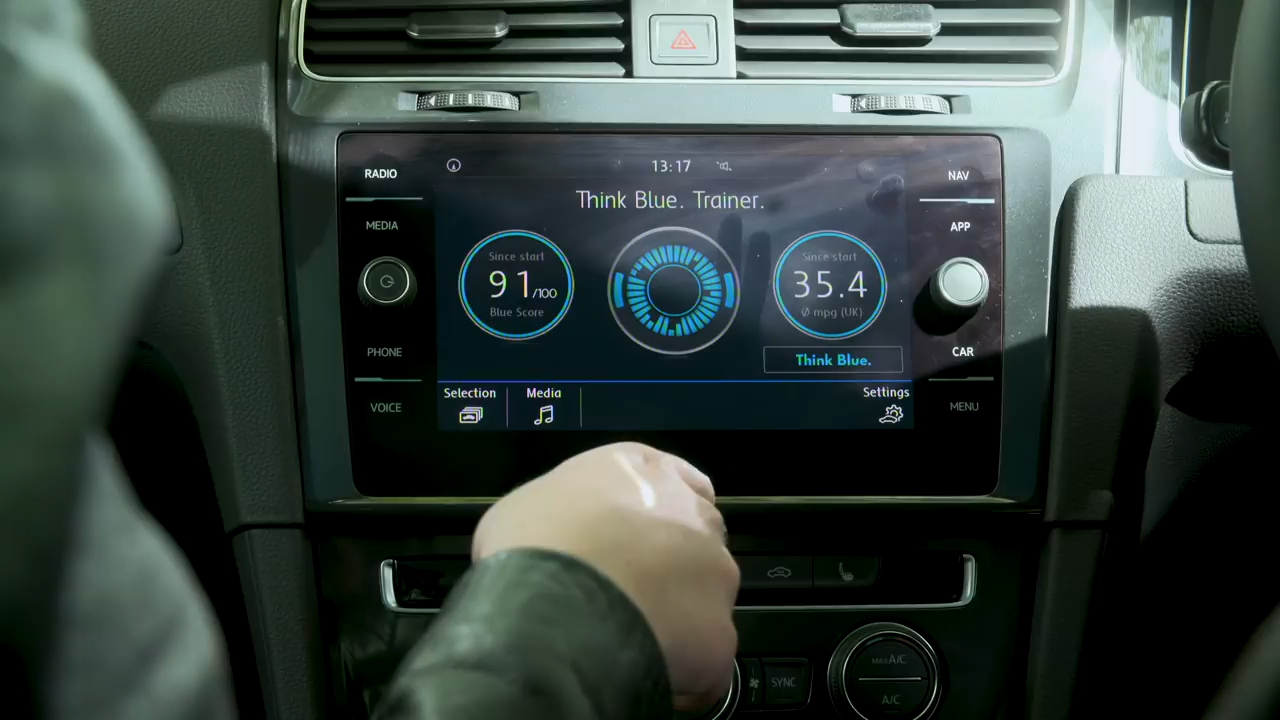 RADIO
MEDIA
PHONE
VOICE
13:17
Think Blue. Trainer.
Since start
91/100
Blue Score
Since start
35.4
Ø mpg (UK)
Think Blue.
Selection
Media
Settings
NAV
APP
CAR
MENU
SYNC
MAX A/C
A/C